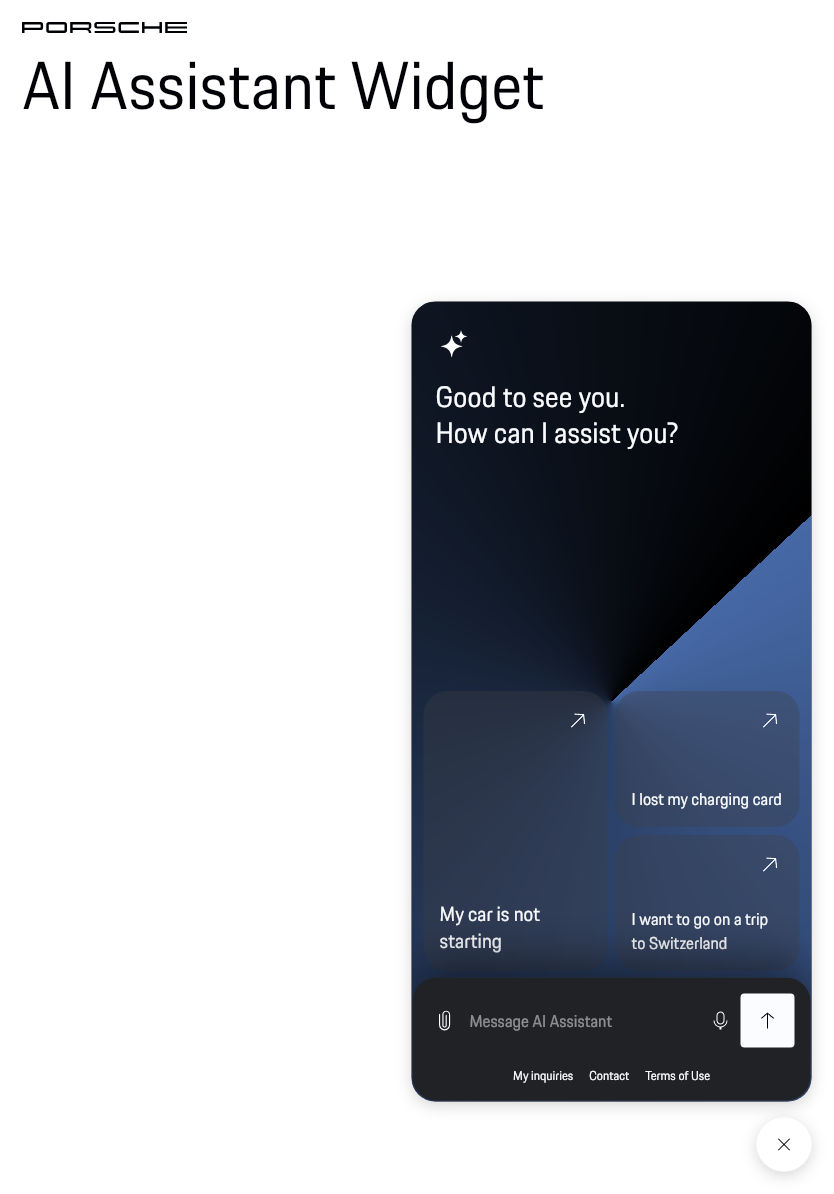 PORSCHE
AI Assistant Widget
Good to see you.
How can I assist you?
My car is not
starting
I lost my charging card
I want to go on a trip
to Switzerland
Message AI Assistant
My inquiries Contact Terms of Use